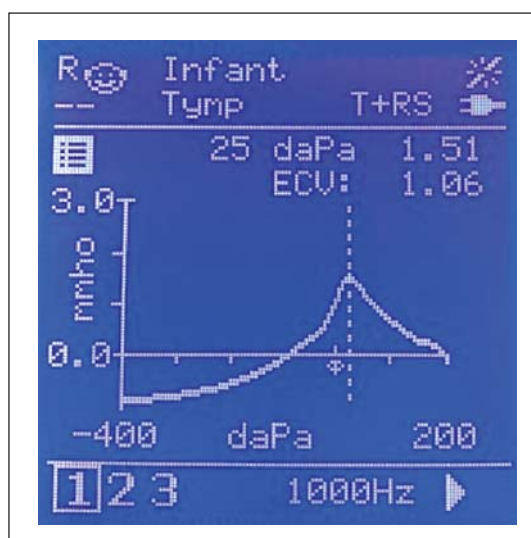 R Infant
-- Tymp T+RS
25 daPa 1.51
ECV: 1.06
3.0
mmho
0.0
-400 daPa 200
1 2 3 1000Hz